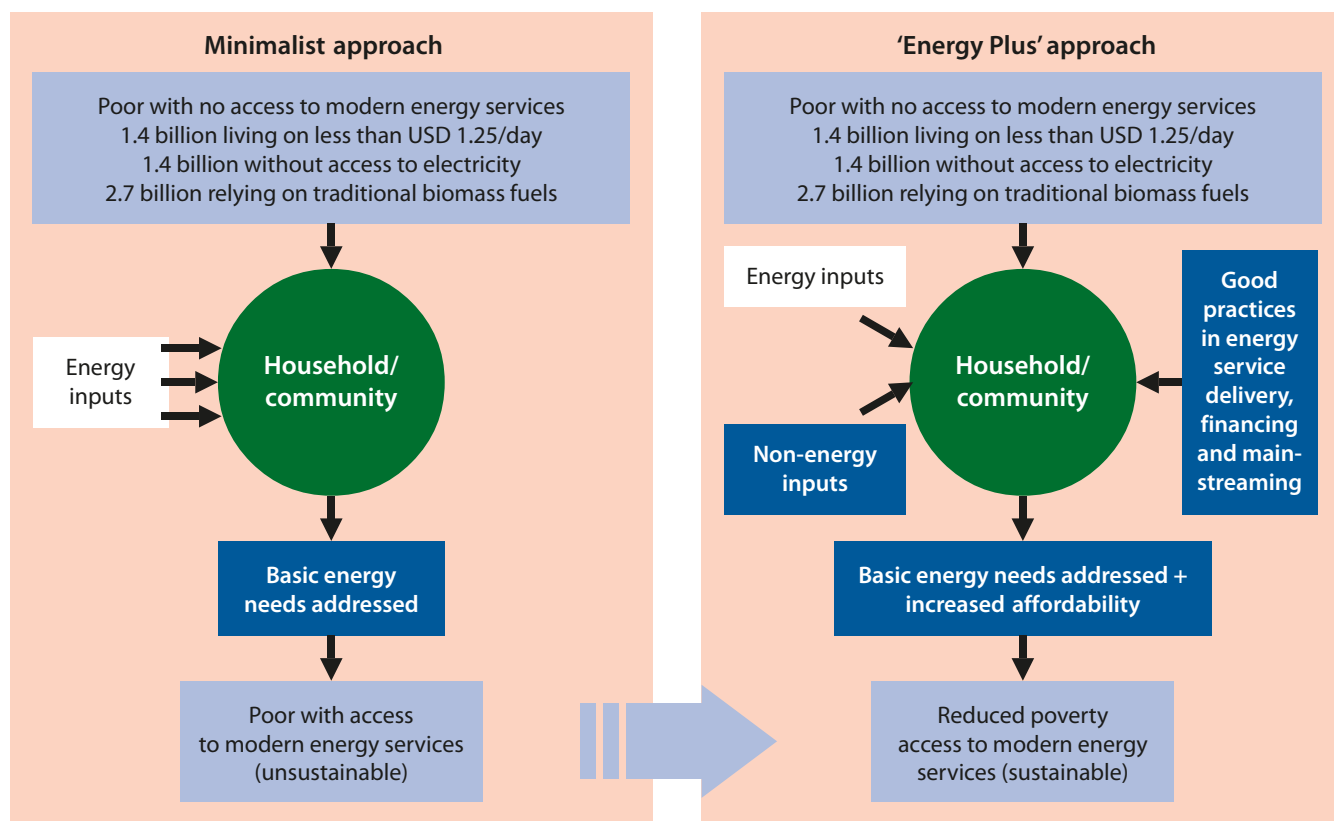 Minimalist approach
Poor with no access to modern energy services
1.4 billion living on less than USD 1.25/day
1.4 billion without access to electricity
2.7 billion relying on traditional biomass fuels
Energy
inputs
Household/
community
Basic energy
needs addressed
Poor with access
to modern energy services
(unsustainable)
‘Energy Plus’ approach
Poor with no access to modern energy services
1.4 billion living on less than USD 1.25/day
1.4 billion without access to electricity
2.7 billion relying on traditional biomass fuels
Energy inputs
Non-energy
inputs
Household/
community
Good
practices
in energy
service
delivery,
financing
and main-
streaming
Basic energy needs addressed +
increased affordability
Reduced poverty
access to modern energy
services (sustainable)